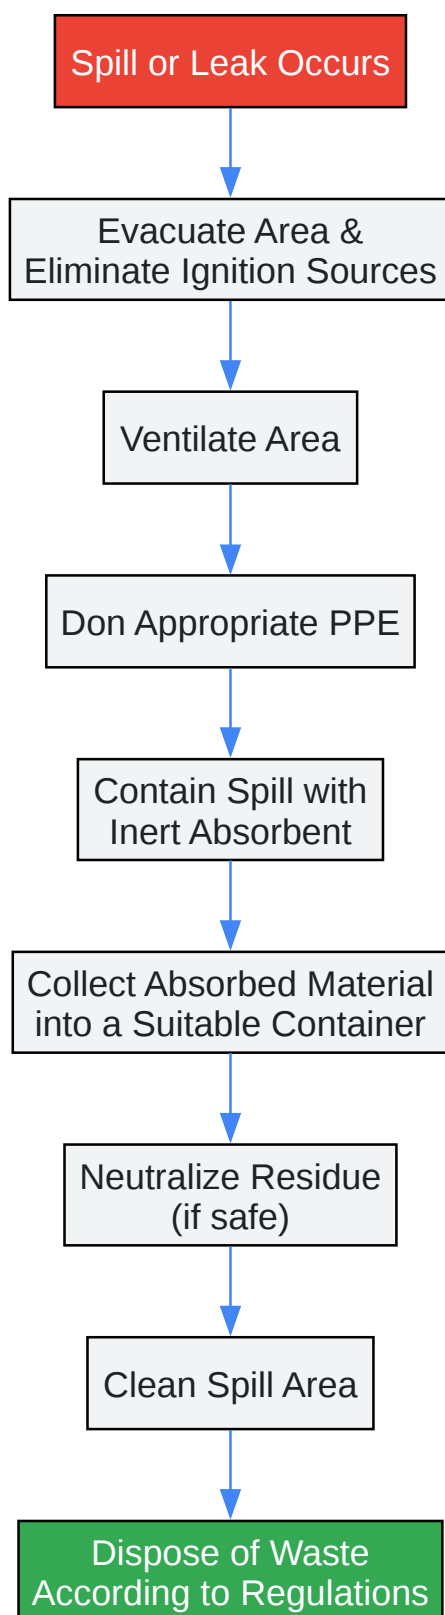 Spill or Leak Occurs
Evacuate Area &
Eliminate Ignition Sources
Ventilate Area
Don Appropriate PPE
Contain Spill with
Inert Absorbent
Collect Absorbed Material
into a Suitable Container
Neutralize Residue
(if safe)
Clean Spill Area
Dispose of Waste
According to Regulations